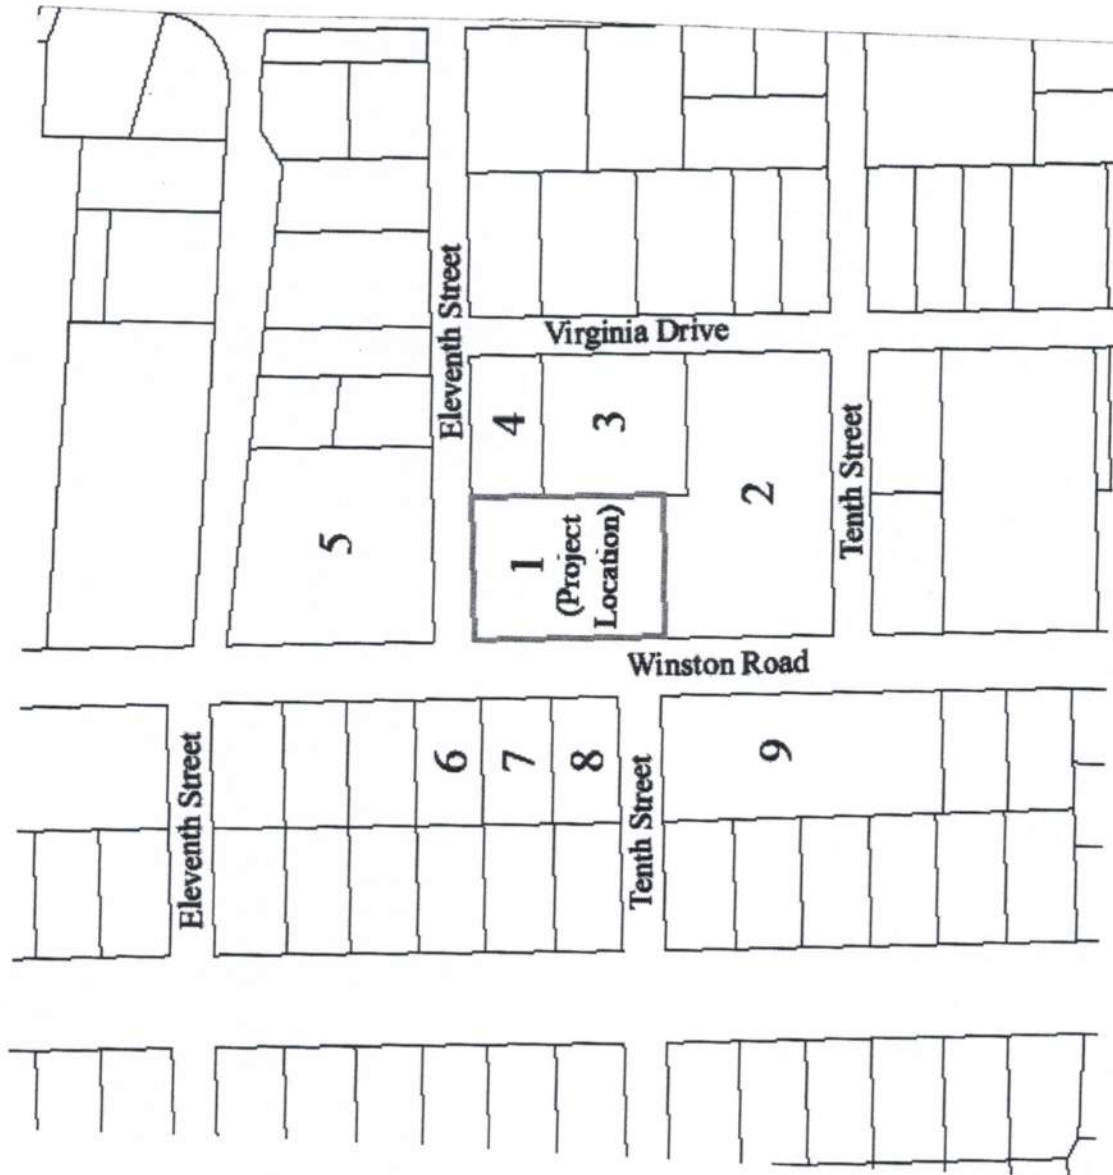 Virginia Drive
Eleventh Street
4
3
2
Tenth Street
5
1
(Project
Location)
Winston Road
Eleventh Street
6
7
8
Tenth Street
9